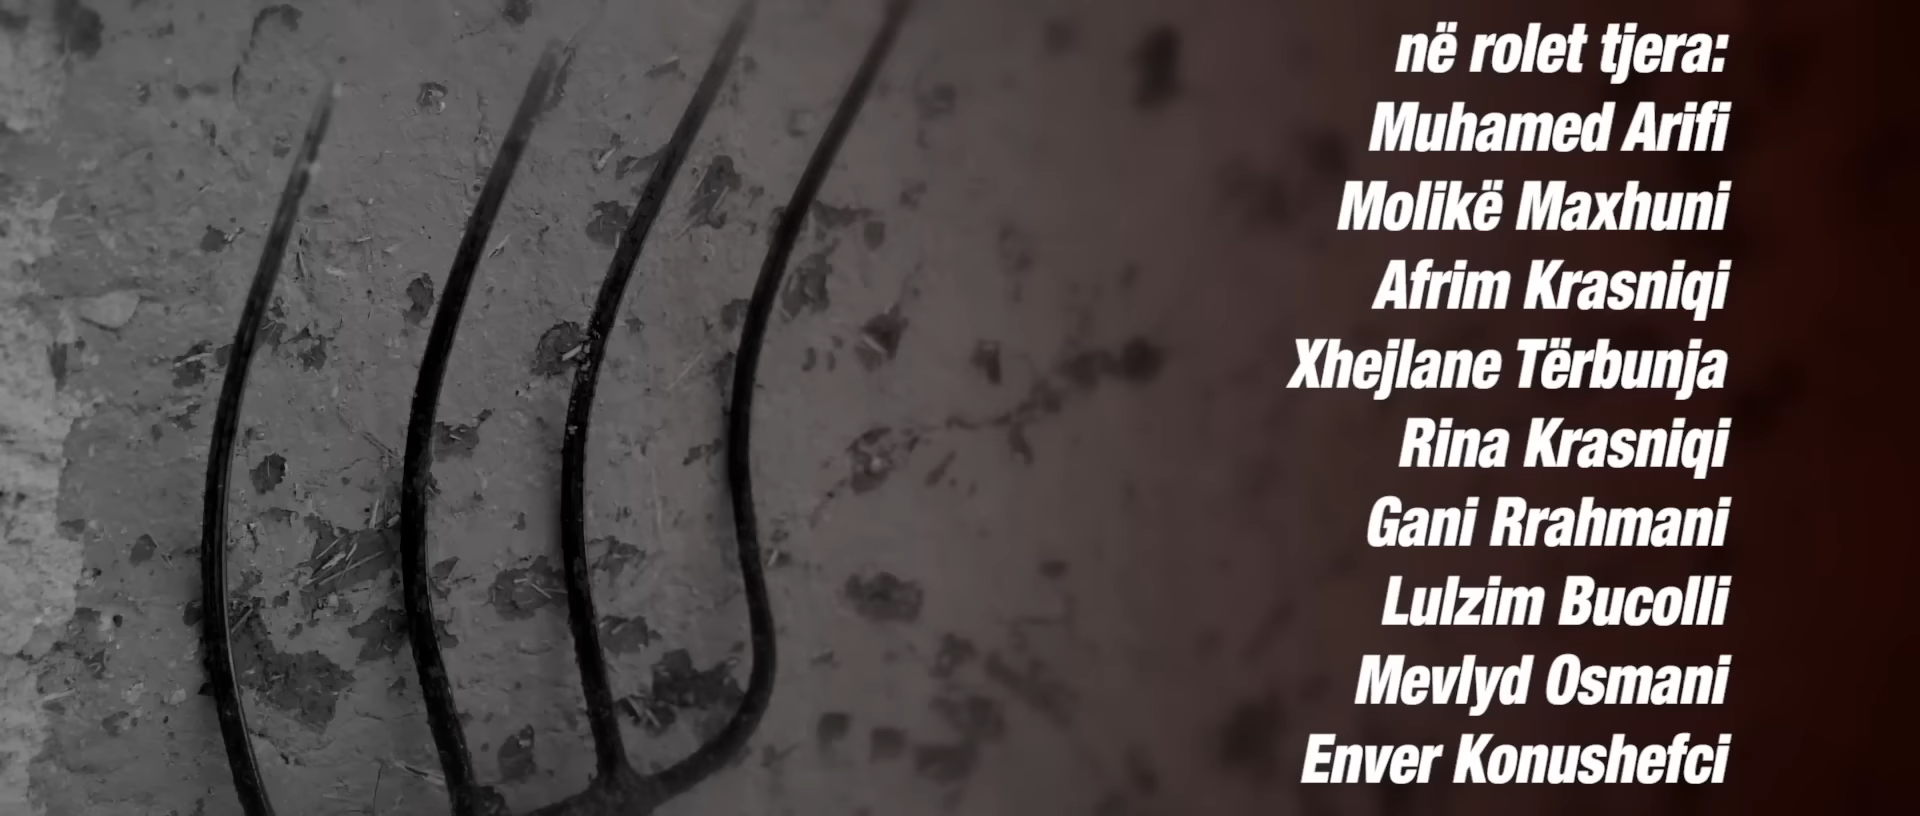 në rolet tjera:
Muhamed Arifi
Molikë Maxhuni
Afrim Krasniqi
Xhejlane Tërbunja
Rina Krasniqi
Gani Rrahmani
Lulzim Bucolli
Mevlyd Osmani
Enver Konushefci